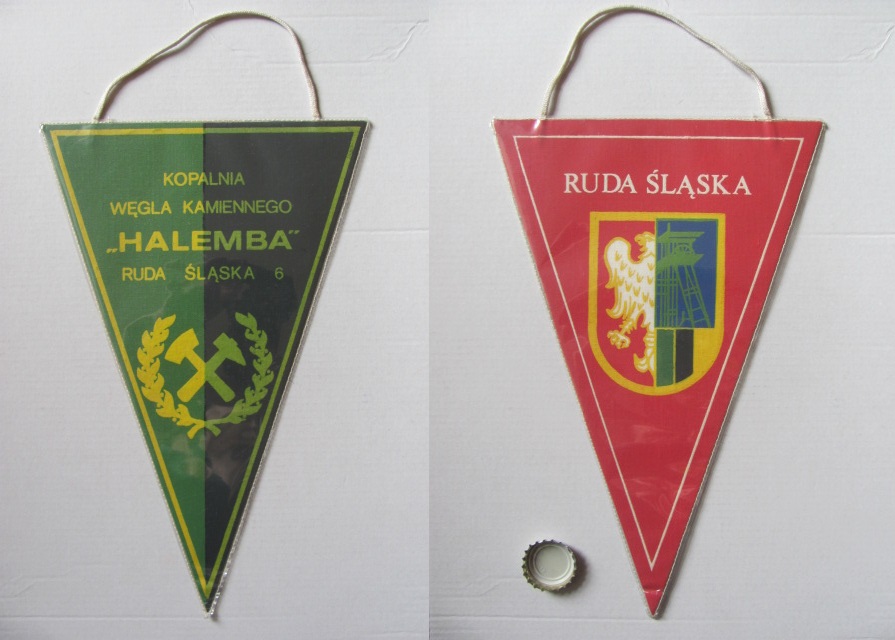 KOPALNIA
WĘGLA KAMIENNEGO
„HALEMBA”
RUDA ŚLĄSKA 6
RUDA ŚLĄSKA